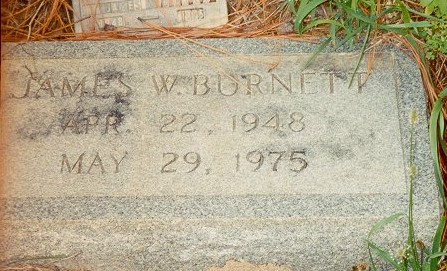 JAMES W. BURNETT
APR. 22, 1948
MAY 29, 1975